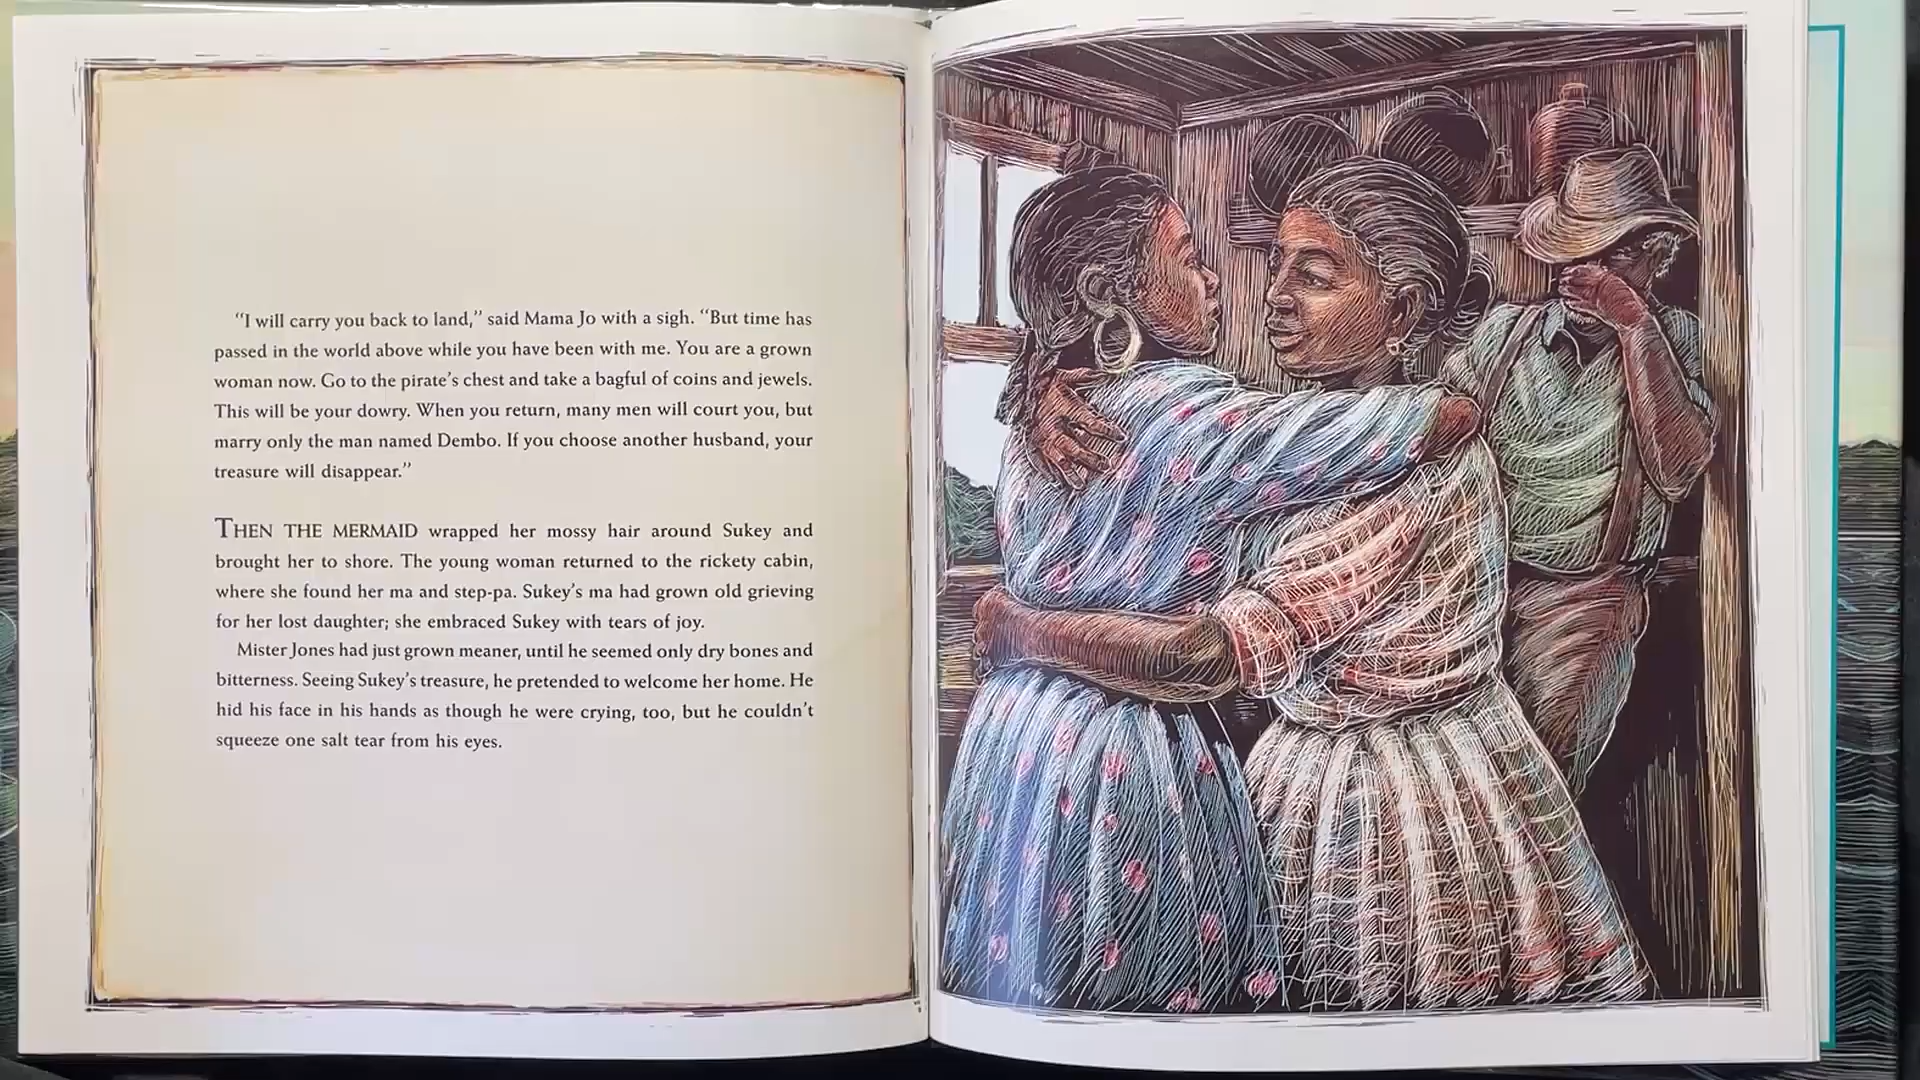 “I will carry you back to land,” said Mama Jo with a sigh. “But time has
passed in the world above while you have been with me. You are a grown
woman now. Go to the pirate’s chest and take a bagful of coins and jewels.
This will be your dowry. When you return, many men will court you, but
marry only the man named Dembo. If you choose another husband, your
treasure will disappear.”
THEN THE MERMAID wrapped her mossy hair around Sukey and
brought her to shore. The young woman returned to the rickety cabin,
where she found her ma and step-pa. Sukey’s ma had grown old grieving
for her lost daughter; she embraced Sukey with tears of joy.
Mister Jones had just grown meaner, until he seemed only dry bones and
bitterness. Seeing Sukey’s treasure, he pretended to welcome her home. He
hid his face in his hands as though he were crying, too, but he couldn’t
squeeze one salt tear from his eyes.